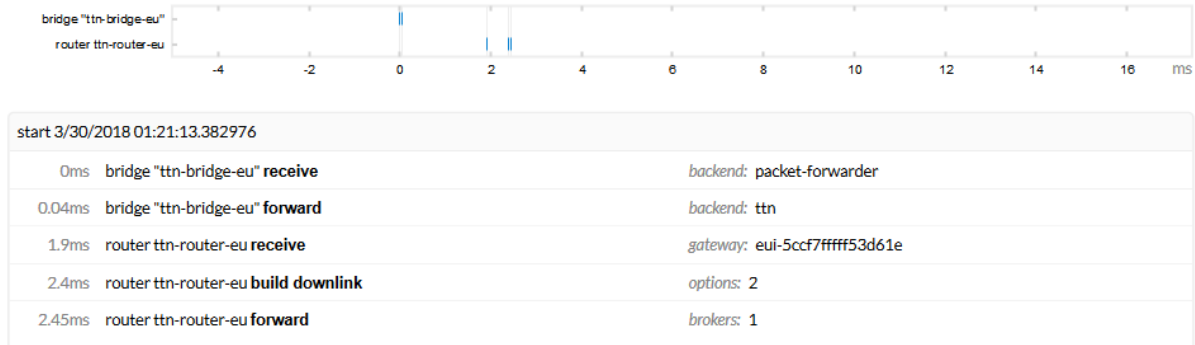 bridge "ttn-bridge-eu"
router ttn-router-eu
-4 -2 0 2 4 6 8 10 12 14 16 ms
start 3/30/2018 01:21:13.382976
0ms bridge "ttn-bridge-eu" receive backend: packet-forwarder
0.04ms bridge "ttn-bridge-eu" forward backend: ttn
1.9ms router ttn-router-eu receive gateway: eui-5ccf7fffff53d61e
2.4ms router ttn-router-eu build downlink options: 2
2.45ms router ttn-router-eu forward brokers: 1